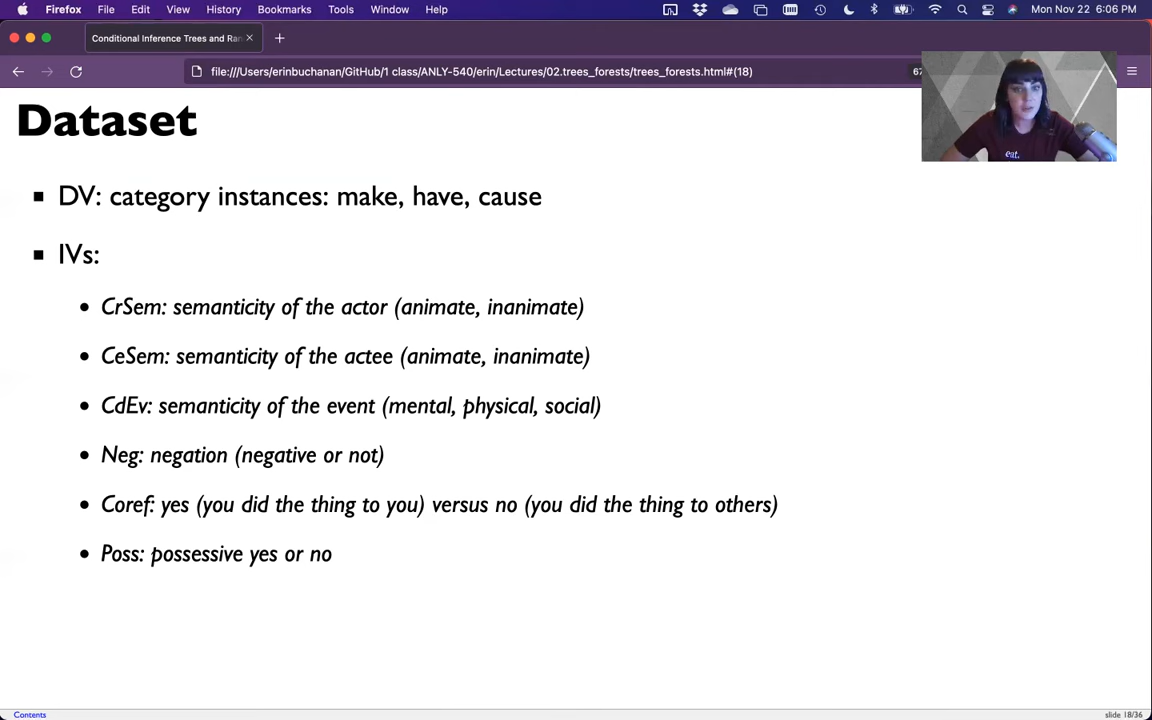 Firefox File Edit View History Bookmarks Tools Window Help Mon Nov 22 6:06 PM
Conditional Inference Trees and Ran
file:///Users/erinbuchanan/GitHub/1 class/ANLY-540/erin/Lectures/02.trees_forests/trees_forests.html#(18)
67
Dataset
eat.
DV: category instances: make, have, cause
IVs:
CrSem: semanticity of the actor (animate, inanimate)
CeSem: semanticity of the actee (animate, inanimate)
CdEv: semanticity of the event (mental, physical, social)
Neg: negation (negative or not)
Coref: yes (you did the thing to you) versus no (you did the thing to others)
Poss: possessive yes or no
Contents
slide 18/36